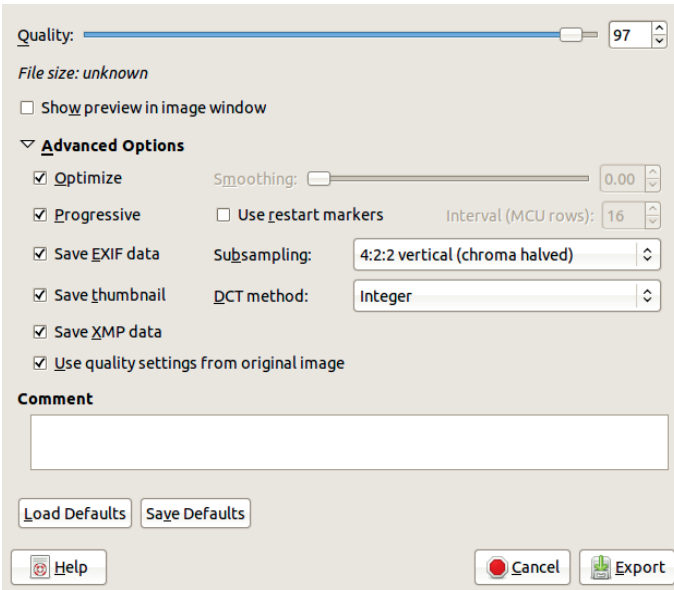 Quality: 97
File size: unknown
Show preview in image window
Advanced Options
Optimize Smoothing: 0.00
Progressive Use restart markers Interval (MCU rows): 16
Save EXIF data Subsampling: 4:2:2 vertical (chroma halved)
Save thumbnail DCT method: Integer
Save XMP data
Use quality settings from original image
Comment
Load Defaults Save Defaults
Help Cancel Export